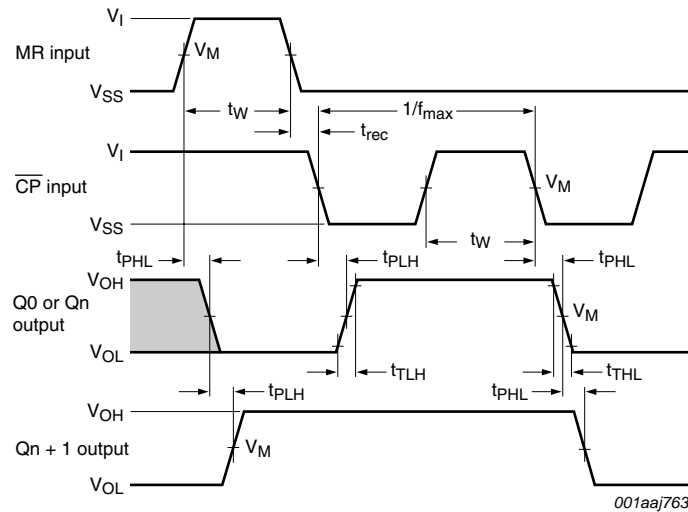 V_I
MR input
V_M
V_SS
t_W
1/f_max
t_rec
V_I
CP input
V_M
V_SS
t_W
t_PHL
t_PLH
t_PHL
V_OH
Q0 or Qn
output
V_M
V_OL
t_TLH
t_THL
t_PLH
t_PHL
V_OH
Qn + 1 output
V_M
V_OL
001aaj763